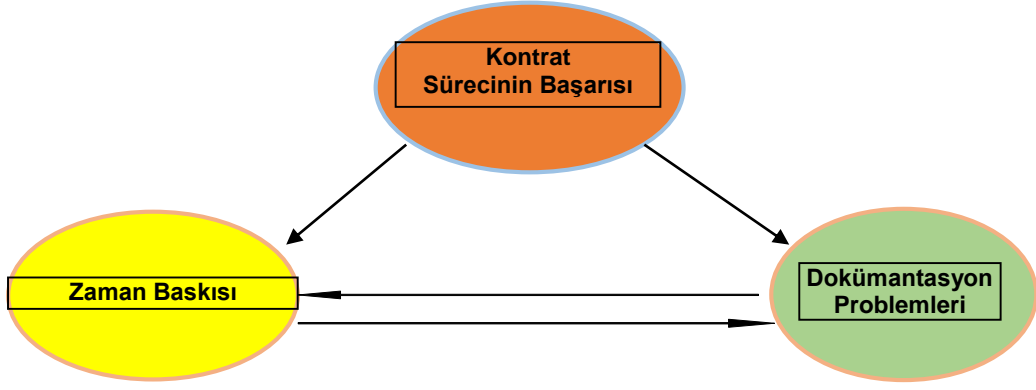 Kontrat
Sürecinin Başarısı
Zaman Baskısı
Dokümantasyon
Problemleri